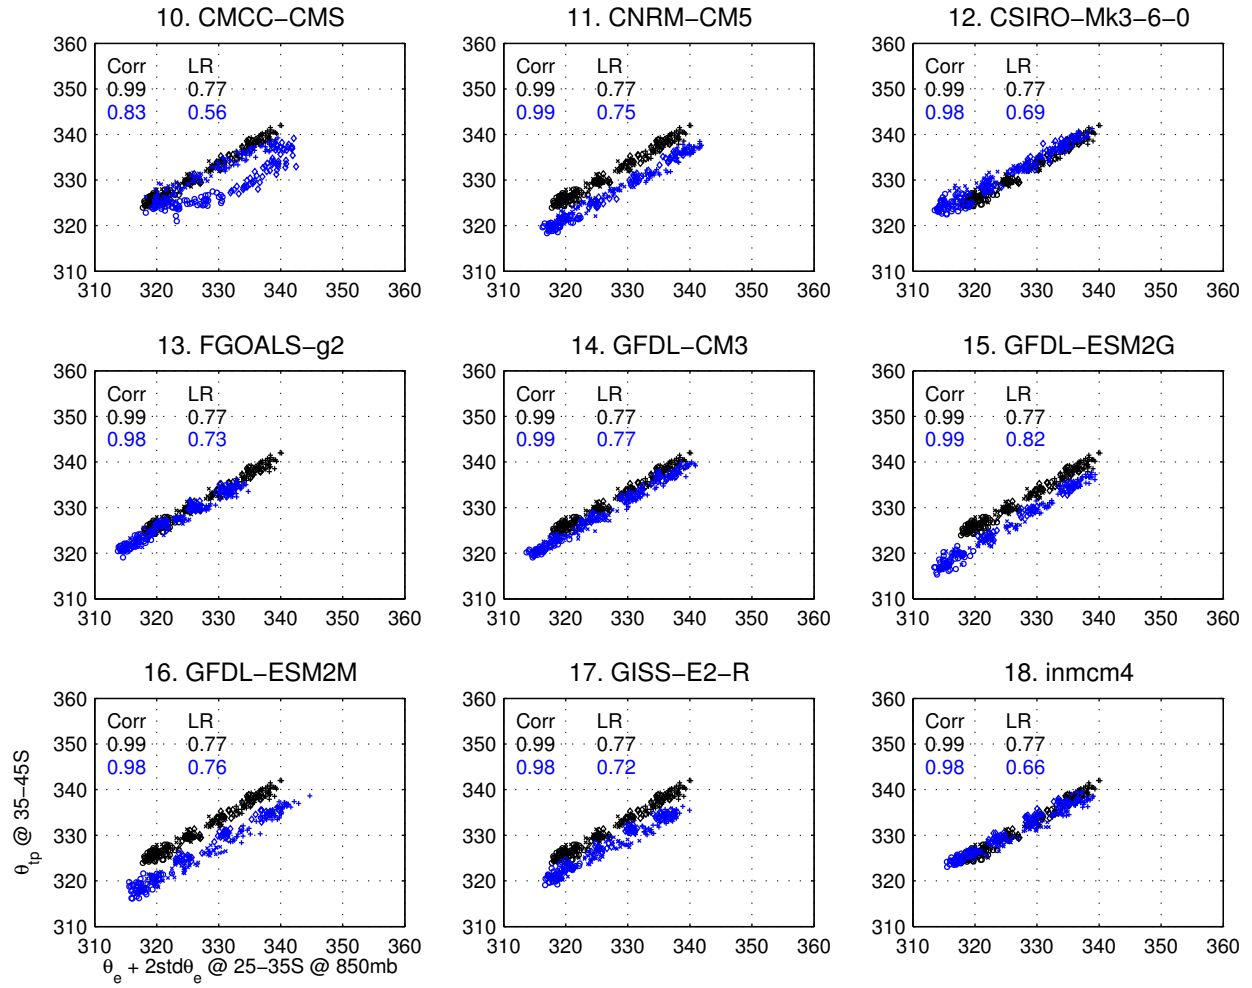 10. CMCC−CMS
360
350
340
330
320
310
Corr LR
0.99 0.77
0.83 0.56
310 320 330 340 350 360
11. CNRM−CM5
360
350
340
330
320
310
Corr LR
0.99 0.77
0.99 0.75
310 320 330 340 350 360
12. CSIRO−Mk3−6−0
360
350
340
330
320
310
Corr LR
0.99 0.77
0.98 0.69
310 320 330 340 350 360
13. FGOALS−g2
360
350
340
330
320
310
Corr LR
0.99 0.77
0.98 0.73
310 320 330 340 350 360
14. GFDL−CM3
360
350
340
330
320
310
Corr LR
0.99 0.77
0.99 0.77
310 320 330 340 350 360
15. GFDL−ESM2G
360
350
340
330
320
310
Corr LR
0.99 0.77
0.99 0.82
310 320 330 340 350 360
16. GFDL−ESM2M
θtp @ 35−45S
360
350
340
330
320
310
Corr LR
0.99 0.77
0.98 0.76
310 320 330 340 350 360
θe + 2stdθe @ 25−35S @ 850mb
17. GISS−E2−R
360
350
340
330
320
310
Corr LR
0.99 0.77
0.98 0.72
310 320 330 340 350 360
18. inmcm4
360
350
340
330
320
310
Corr LR
0.99 0.77
0.98 0.66
310 320 330 340 350 360